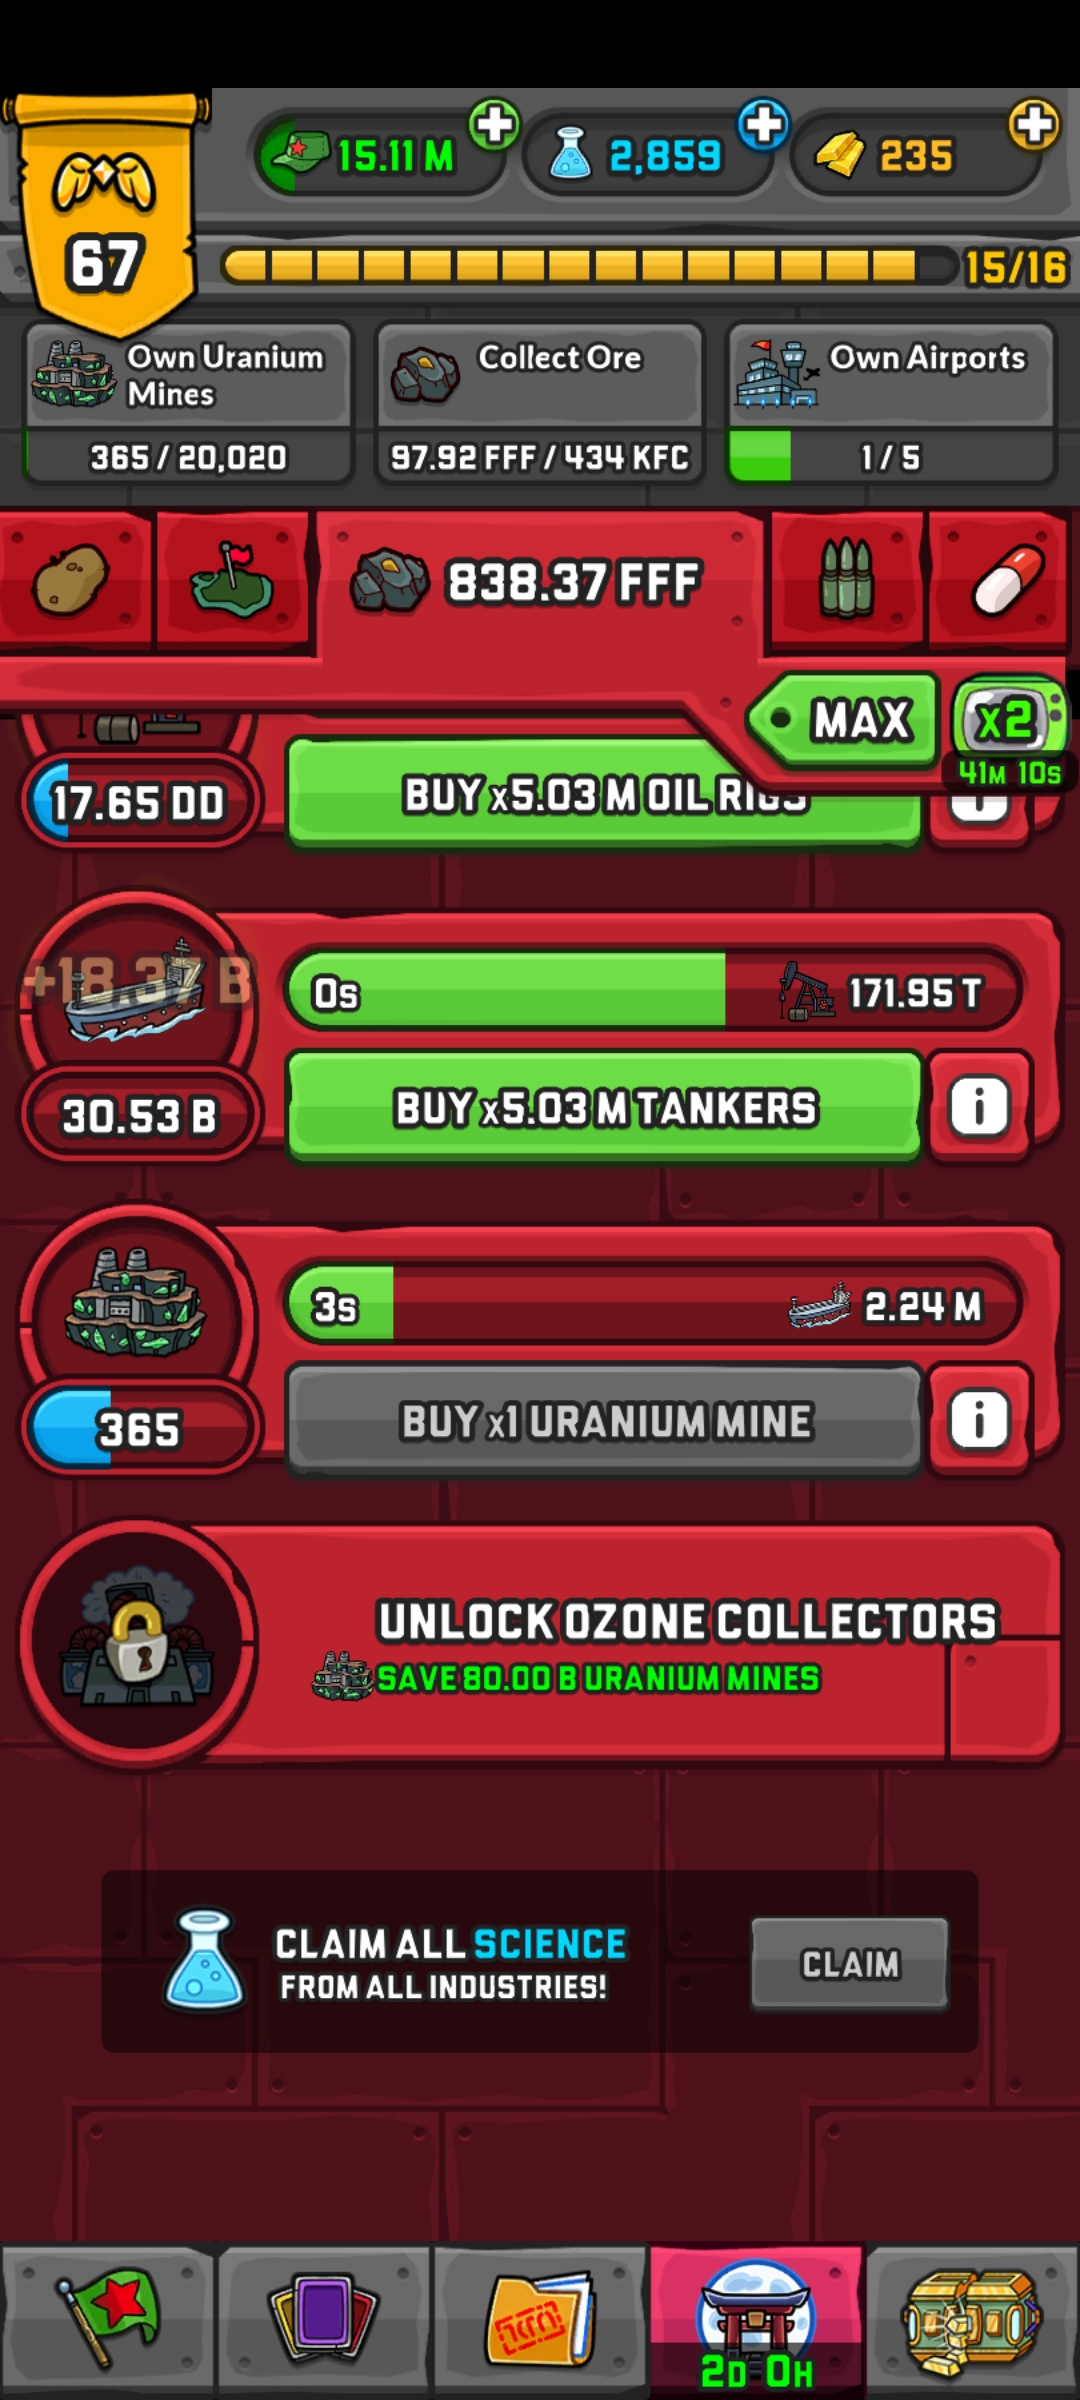 15.11 M
2,859
235
67
15/16
Own Uranium
Mines
365 / 20,020
Collect Ore
97.92 FFF / 434 KFC
Own Airports
1 / 5
838.37 FFF
MAX
x2
41M 10s
17.65 DD
BUY x5.03 M OIL RIGS
+18.37 B
0s
171.95 T
30.53 B
BUY x5.03 M TANKERS
i
3s
2.24 M
365
BUY x1 URANIUM MINE
i
UNLOCK OZONE COLLECTORS
SAVE 80.00 B URANIUM MINES
CLAIM ALL SCIENCE
FROM ALL INDUSTRIES!
CLAIM
2D 0H